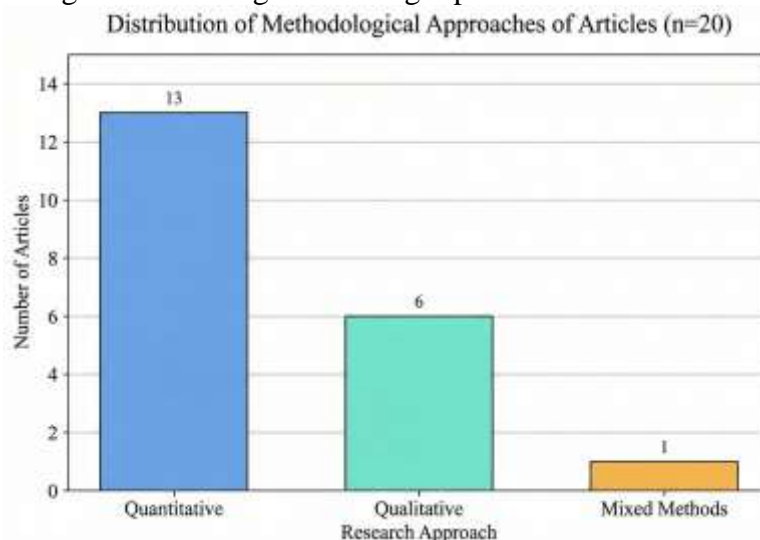 Distribution of Methodological Approaches of Articles (n=20)
14
12
10
8
6
4
2
0
Number of Articles
13
6
1
Quantitative
Qualitative
Mixed Methods
Research Approach